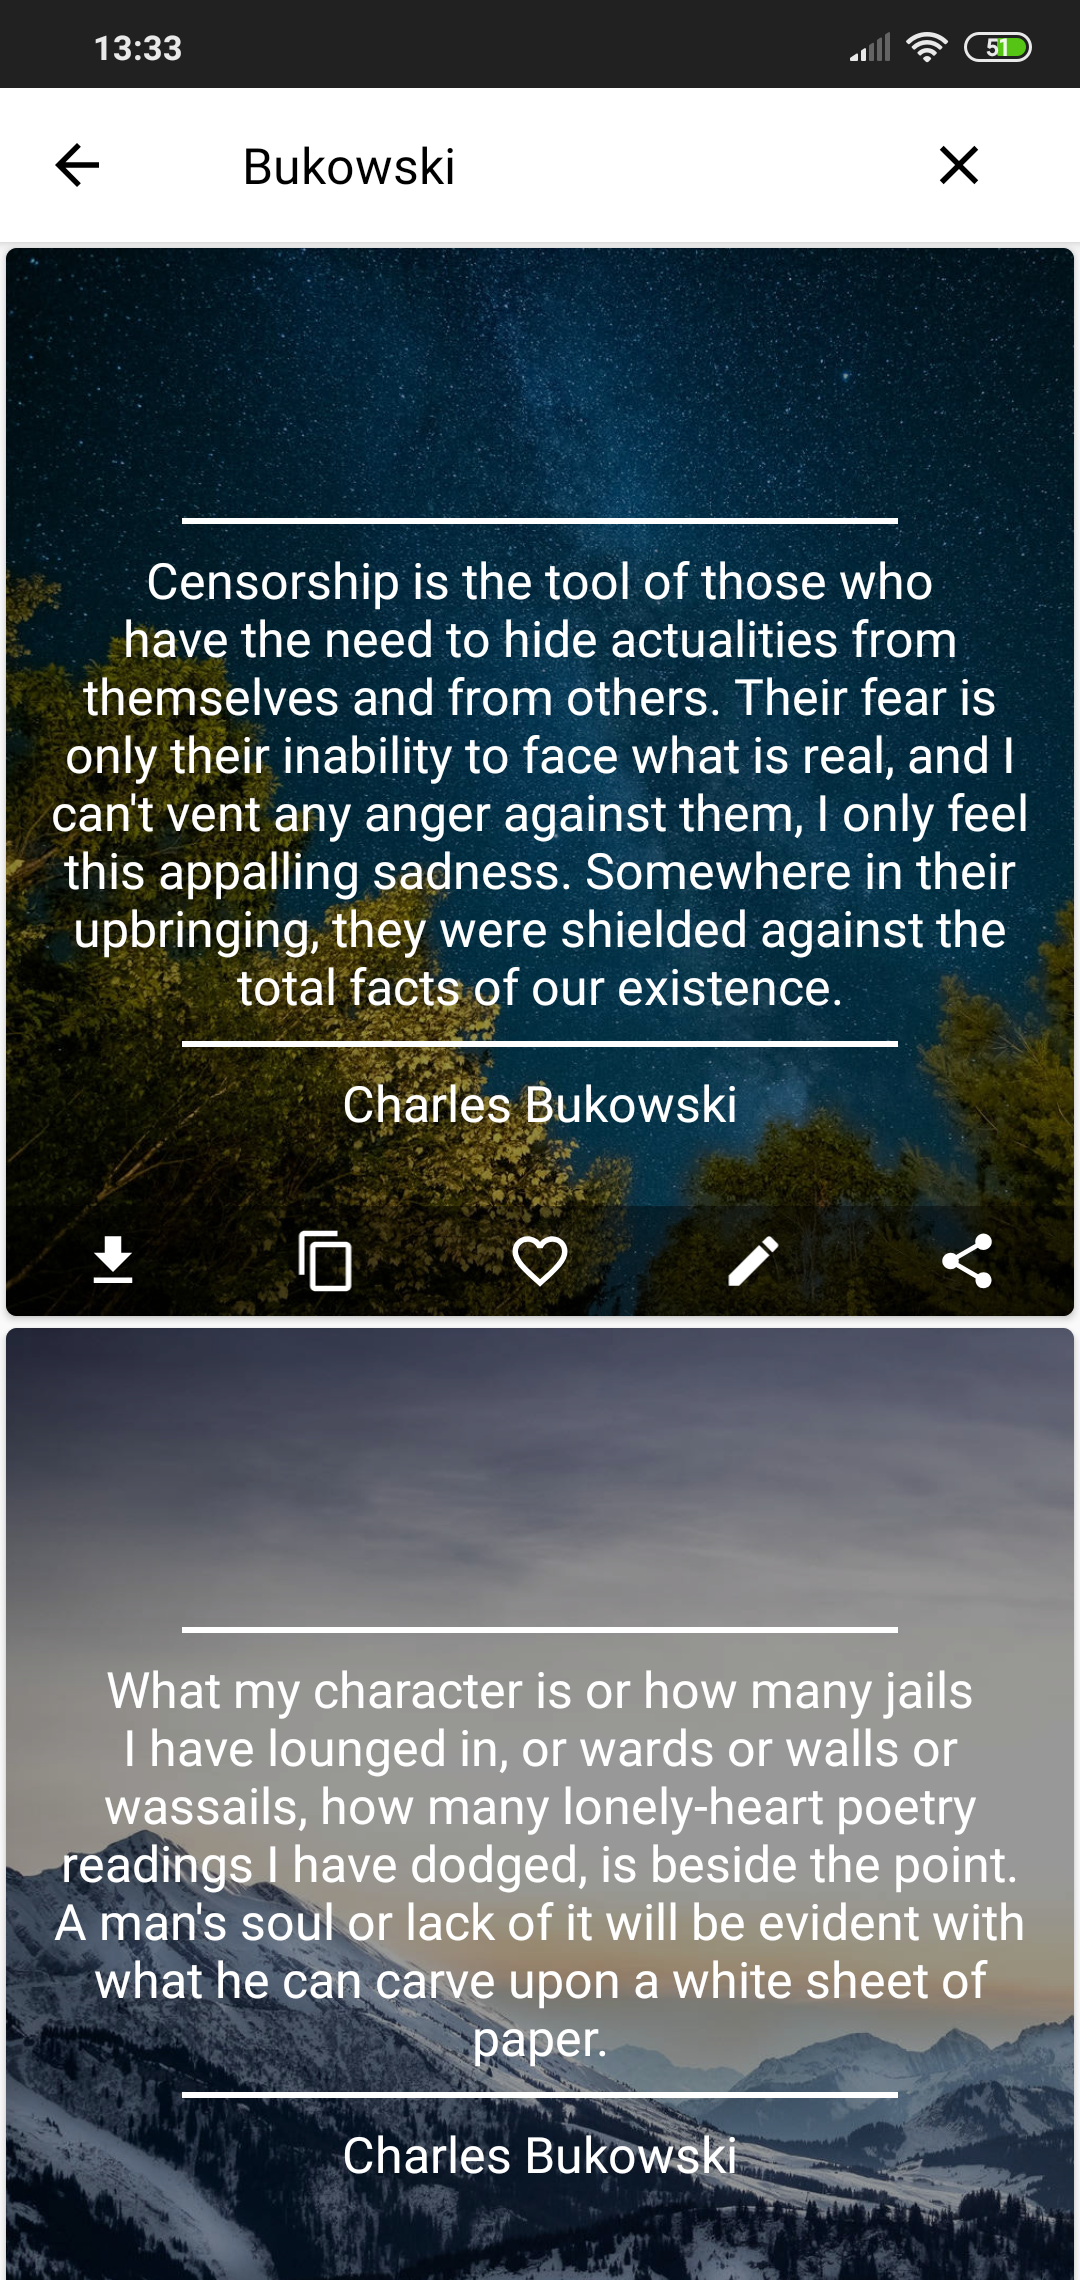 13:33
51
Bukowski
Censorship is the tool of those who
have the need to hide actualities from
themselves and from others. Their fear is
only their inability to face what is real, and I
can't vent any anger against them, I only feel
this appalling sadness. Somewhere in their
upbringing, they were shielded against the
total facts of our existence.
Charles Bukowski
What my character is or how many jails
I have lounged in, or wards or walls or
wassails, how many lonely-heart poetry
readings I have dodged, is beside the point.
A man's soul or lack of it will be evident with
what he can carve upon a white sheet of
paper.
Charles Bukowski